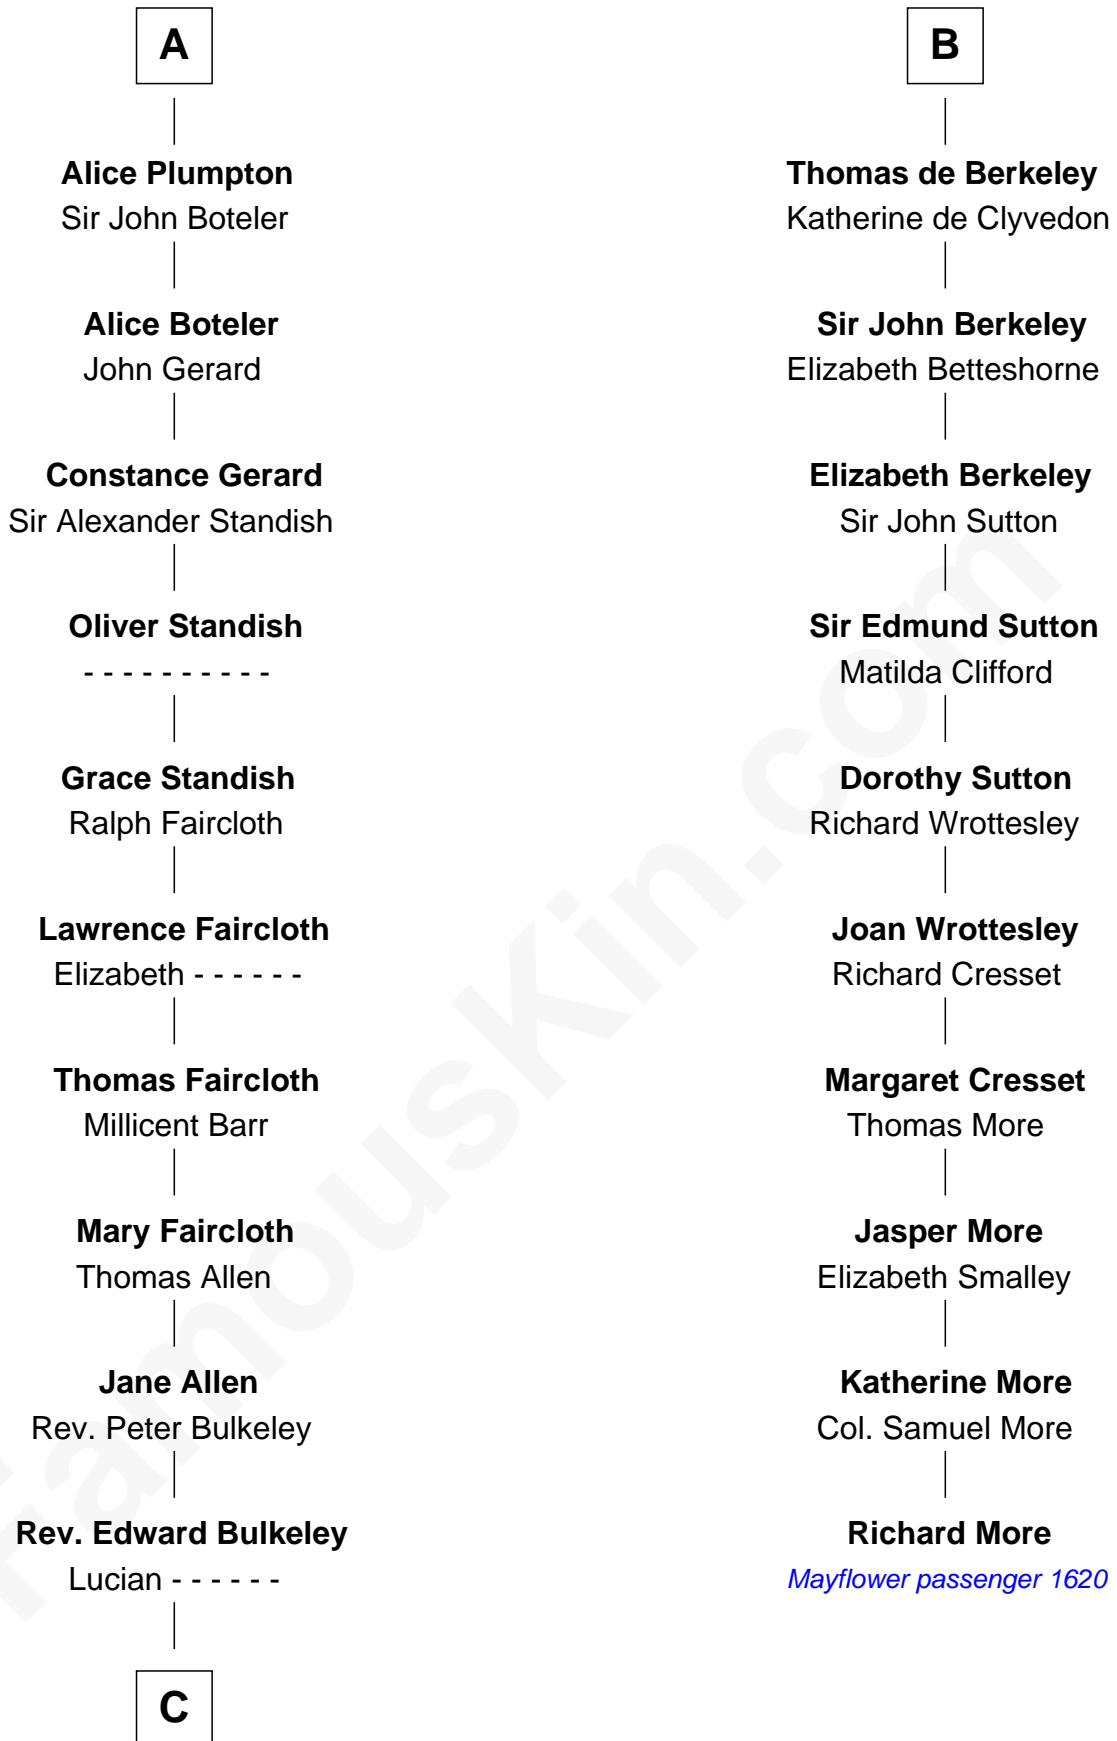 A
Alice Plumpton
Sir John Boteler
Alice Boteler
John Gerard
Constance Gerard
Sir Alexander Standish
Oliver Standish
- - - - - - - - - -
Grace Standish
Ralph Faircloth
Lawrence Faircloth
Elizabeth - - - - - -
Thomas Faircloth
Millicent Barr
Mary Faircloth
Thomas Allen
Jane Allen
Rev. Peter Bulkeley
Rev. Edward Bulkeley
Lucian - - - - - -
C
B
Thomas de Berkeley
Katherine de Clyvedon
Sir John Berkeley
Elizabeth Betteshorne
Elizabeth Berkeley
Sir John Sutton
Sir Edmund Sutton
Matilda Clifford
Dorothy Sutton
Richard Wrottesley
Joan Wrottesley
Richard Cresset
Margaret Cresset
Thomas More
Jasper More
Elizabeth Smalley
Katherine More
Col. Samuel More
Richard More
Mayflower passenger 1620
FamousKin.com